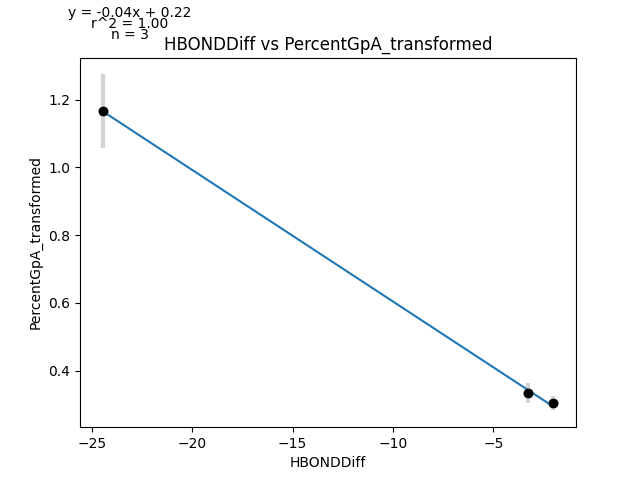 y = -0.04x + 0.22
r^2 = 1.00
n = 3
HBONDDiff vs PercentGpA_transformed
PercentGpA_transformed
1.2
1.0
0.8
0.6
0.4
−25
−20
−15
−10
−5
HBONDDiff